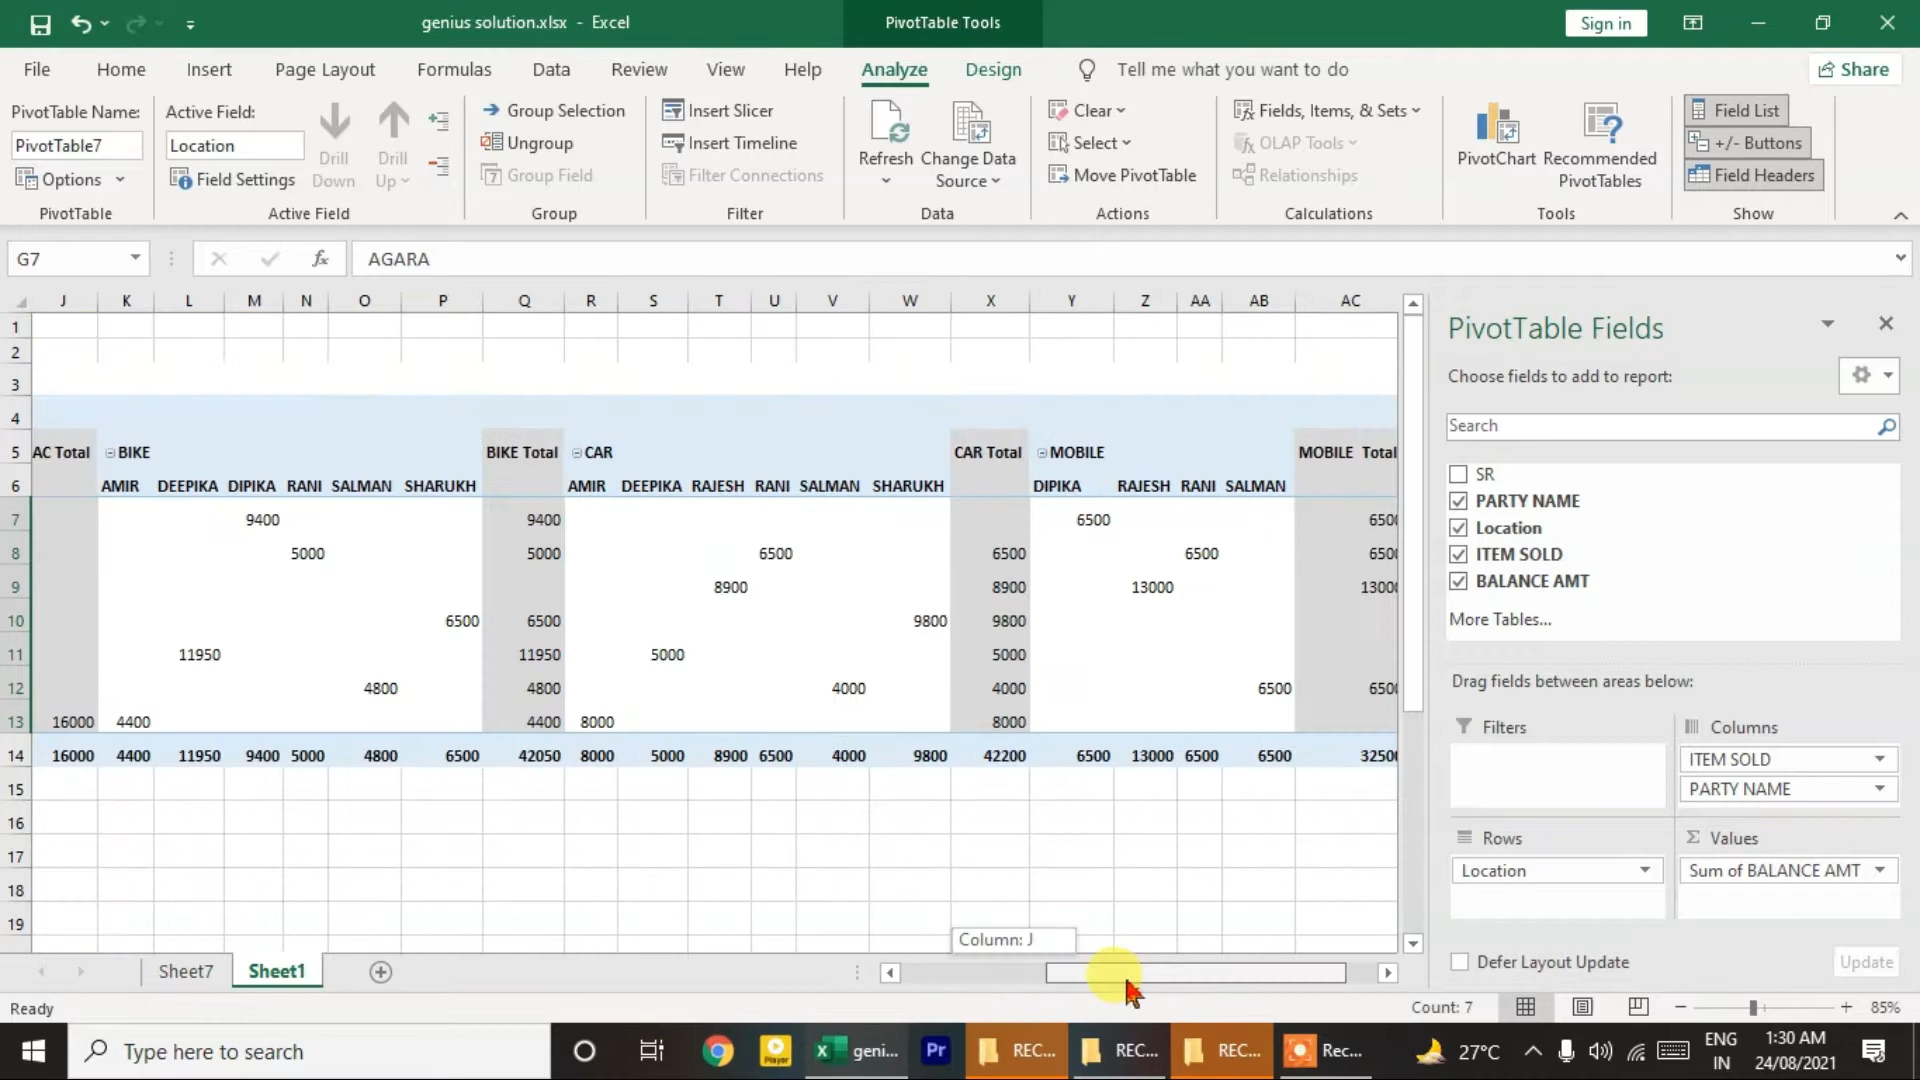 genius solution.xlsx - Excel
PivotTable Tools
Sign in
File Home Insert Page Layout Formulas Data Review View Help Analyze Design Tell me what you want to do Share
PivotTable Name:
PivotTable7
Options
PivotTable
Active Field:
Location
Field Settings
Drill Down
Drill Up
Active Field
Group Selection
Ungroup
Group Field
Group
Insert Slicer
Insert Timeline
Filter Connections
Filter
Refresh
Change Data Source
Data
Clear
Select
Move PivotTable
Actions
Fields, Items, & Sets
OLAP Tools
Relationships
Calculations
PivotChart
Recommended PivotTables
Tools
Field List
+/- Buttons
Field Headers
Show
G7 fx AGARA
J K L M N O P Q R S T U V W X Y Z AA AB AC
1
2
3
4
5 AC Total BIKE BIKE Total CAR CAR Total MOBILE MOBILE Total
6 AMIR DEEPIKA DIPIKA RANI SALMAN SHARUKH AMIR DEEPIKA RAJESH RANI SALMAN SHARUKH DIPIKA RAJESH RANI SALMAN
7 9400 9400 6500 6500
8 5000 5000 6500 6500 6500 6500
9 8900 8900 13000 13000
10 6500 6500 9800 9800
11 11950 11950 5000 5000
12 4800 4800 4000 4000 6500 6500
13 16000 4400 4400 8000 8000
14 16000 4400 11950 9400 5000 4800 6500 42050 8000 5000 8900 6500 4000 9800 42200 6500 13000 6500 6500 32500
15
16
17
18
19
Column: J
Sheet7 Sheet1
PivotTable Fields
Choose fields to add to report:
Search
SR
PARTY NAME
Location
ITEM SOLD
BALANCE AMT
More Tables...
Drag fields between areas below:
Filters
Columns
ITEM SOLD
PARTY NAME
Rows
Location
Σ Values
Sum of BALANCE AMT
Defer Layout Update Update
Ready
Count: 7
85%
Type here to search
Player
geni...
Pr
REC...
REC...
REC...
Rec...
27°C
ENG
IN
1:30 AM
24/08/2021